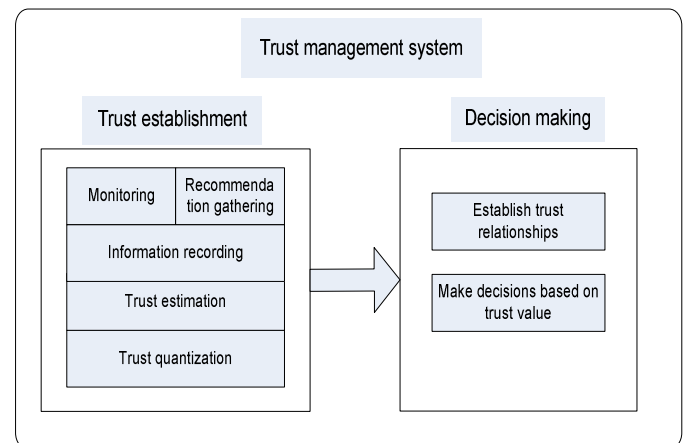 Trust management system
Trust establishment
Decision making
Monitoring
Recommenda
tion gathering
Information recording
Trust estimation
Trust quantization
Establish trust
relationships
Make decisions based on
trust value